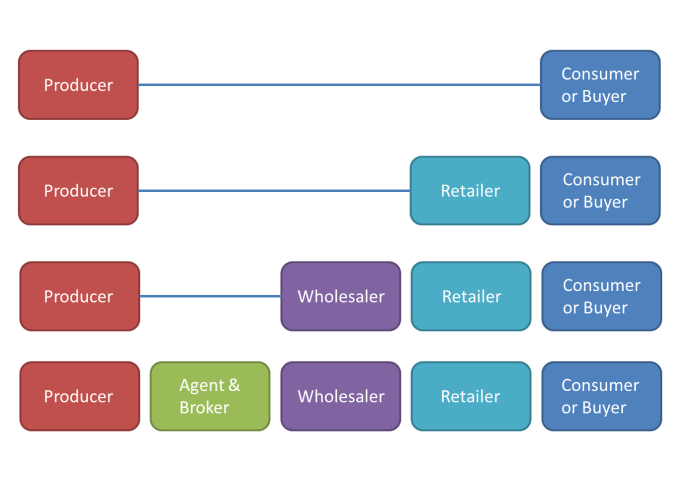 Producer
Consumer
or Buyer
Producer
Retailer
Consumer
or Buyer
Producer
Wholesaler
Retailer
Consumer
or Buyer
Producer
Agent &
Broker
Wholesaler
Retailer
Consumer
or Buyer